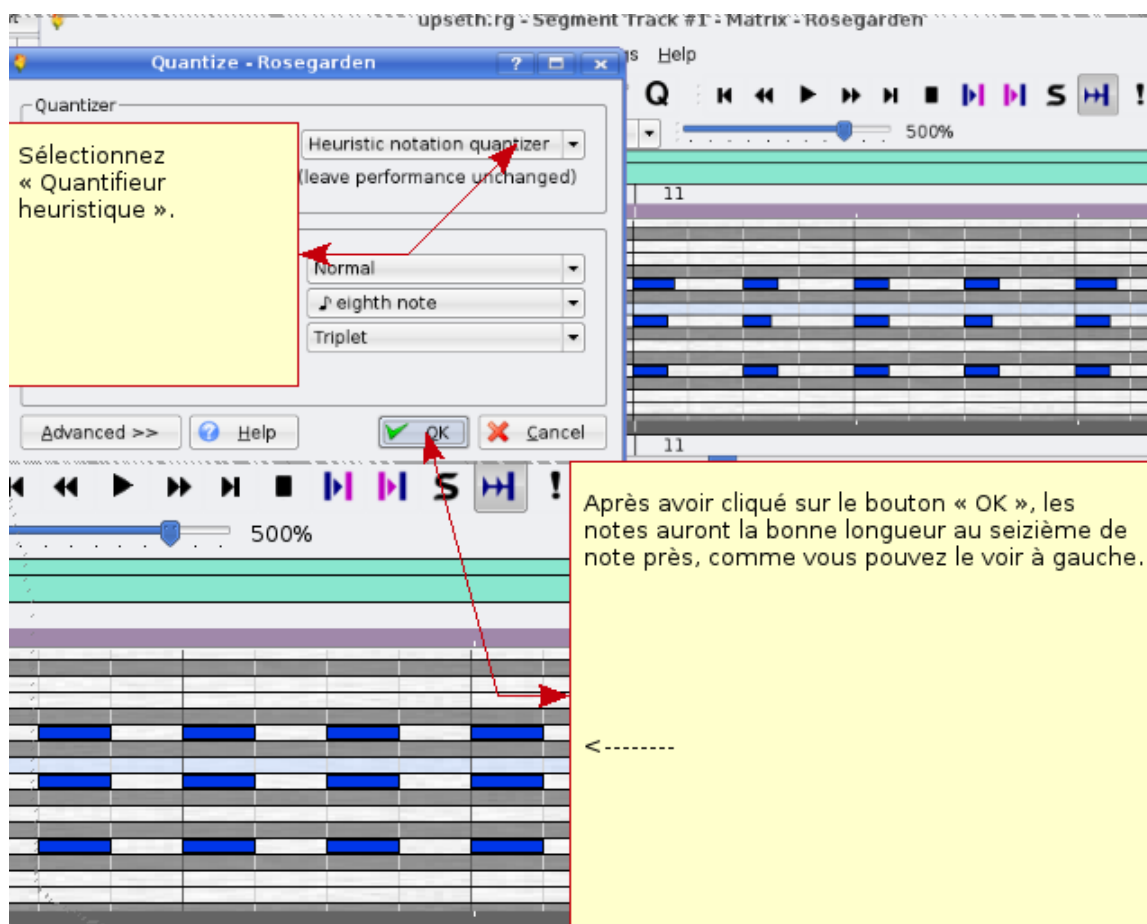 upseth.rg - Segment Track #1 - Matrix - Rosegarden
Help
Quantize - Rosegarden
Q
S
!
500%
Quantizer
Heuristic notation quantizer
(leave performance unchanged)
Sélectionnez
« Quantifieur
heuristique ».
11
Normal
eighth note
Triplet
Advanced >>
Help
OK
Cancel
11
S
!
500%
Après avoir cliqué sur le bouton « OK », les
notes auront la bonne longueur au seizième de
note près, comme vous pouvez le voir à gauche.
<--------